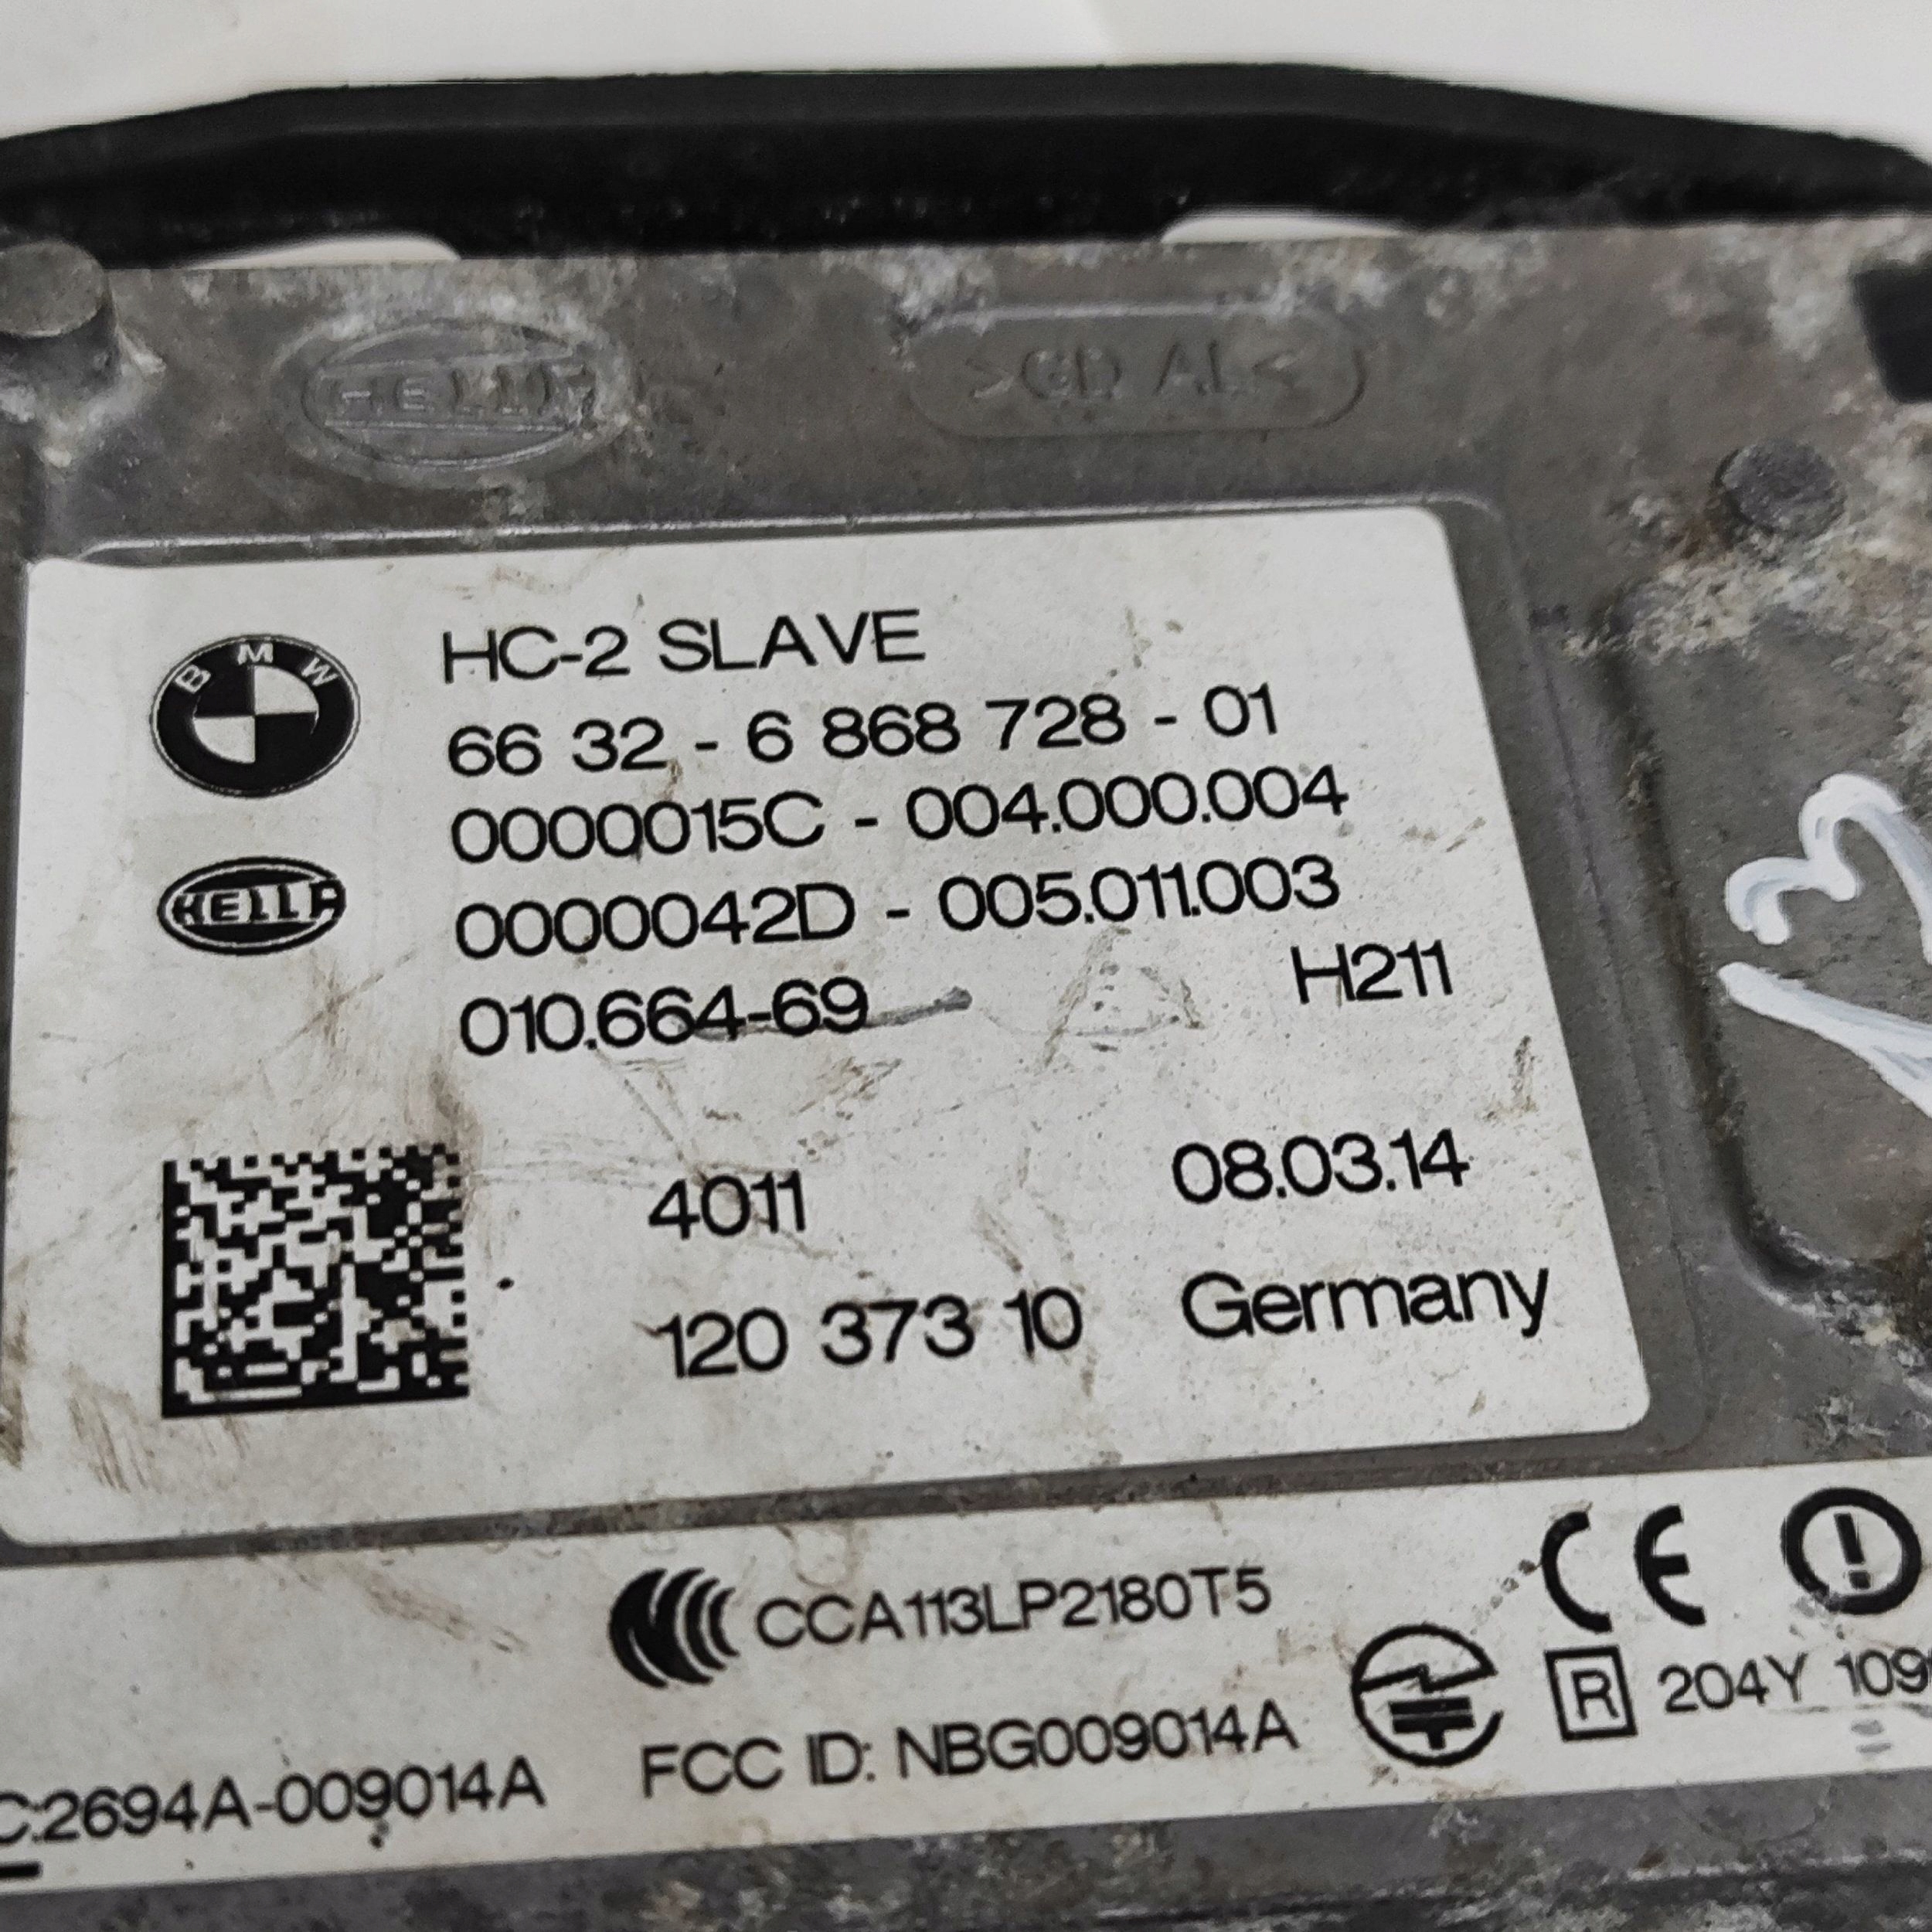 HELLA
>GD AL<
BMW
HC-2 SLAVE
66 32 - 6 868 728 - 01
0000015C - 004.000.004
HELLA
0000042D - 005.011.003
010.664-69 H211
4011 08.03.14
120 373 10 Germany
13
CCA113LP2180T5 CE
C:2694A-009014A FCC ID: NBG009014A R 204Y 109